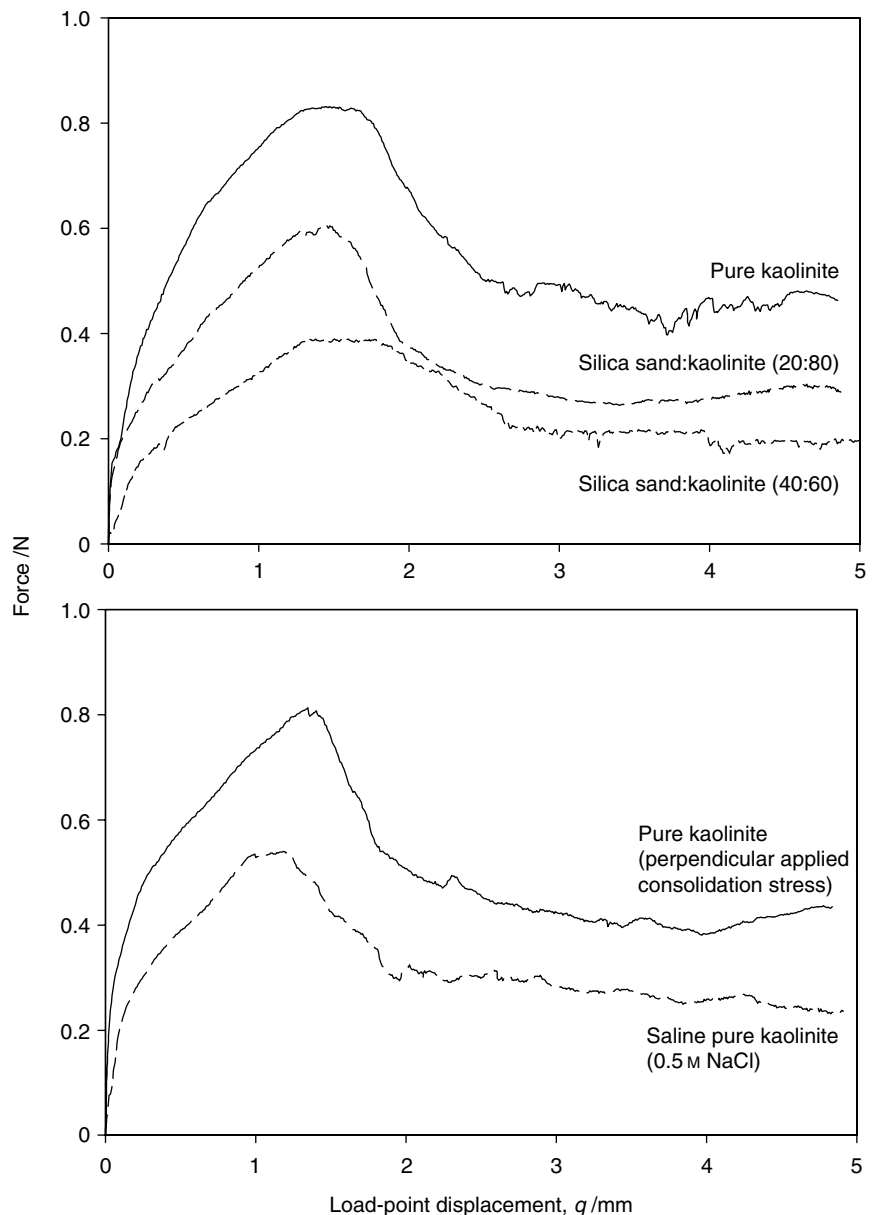 1.0
0.8
Pure kaolinite
0.6
0.4
Silica sand:kaolinite (20:80)
0.2
Silica sand:kaolinite (40:60)
0
0 1 2 3 4 5
Force /N
1.0
0.8
Pure kaolinite
(perpendicular applied
consolidation stress)
0.6
0.4
0.2
Saline pure kaolinite
(0.5 M NaCl)
0
0 1 2 3 4 5
Load-point displacement, q /mm